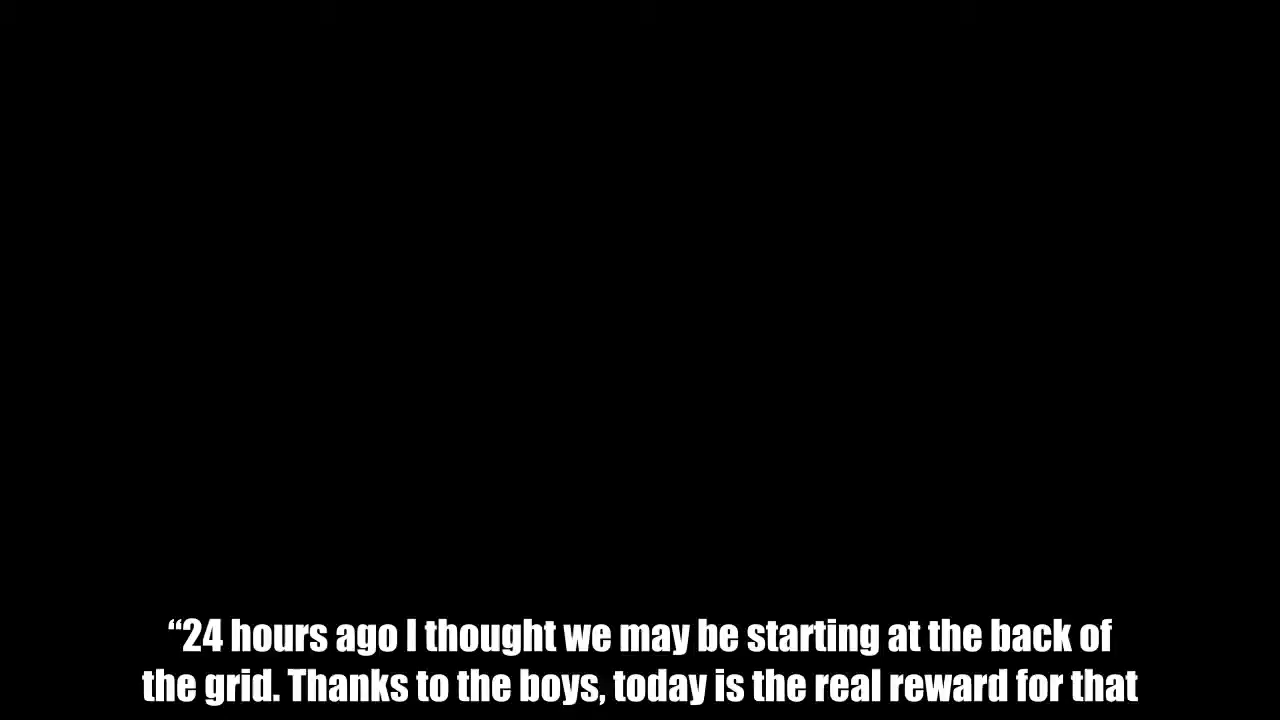 “24 hours ago I thought we may be starting at the back of
the grid. Thanks to the boys, today is the real reward for that